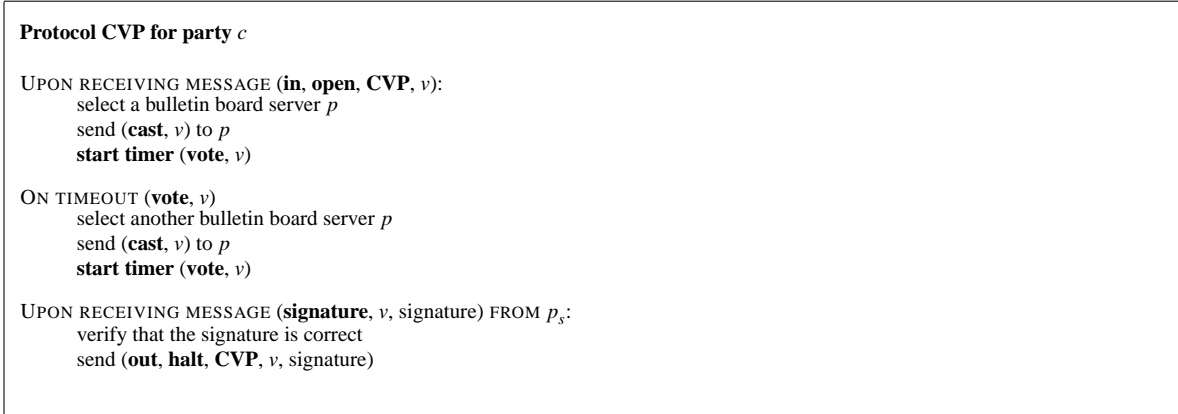 Protocol CVP for party c
UPON RECEIVING MESSAGE (in, open, CVP, v):
select a bulletin board server p
send (cast, v) to p
start timer (vote, v)
ON TIMEOUT (vote, v)
select another bulletin board server p
send (cast, v) to p
start timer (vote, v)
UPON RECEIVING MESSAGE (signature, v, signature) FROM pₛ:
verify that the signature is correct
send (out, halt, CVP, v, signature)